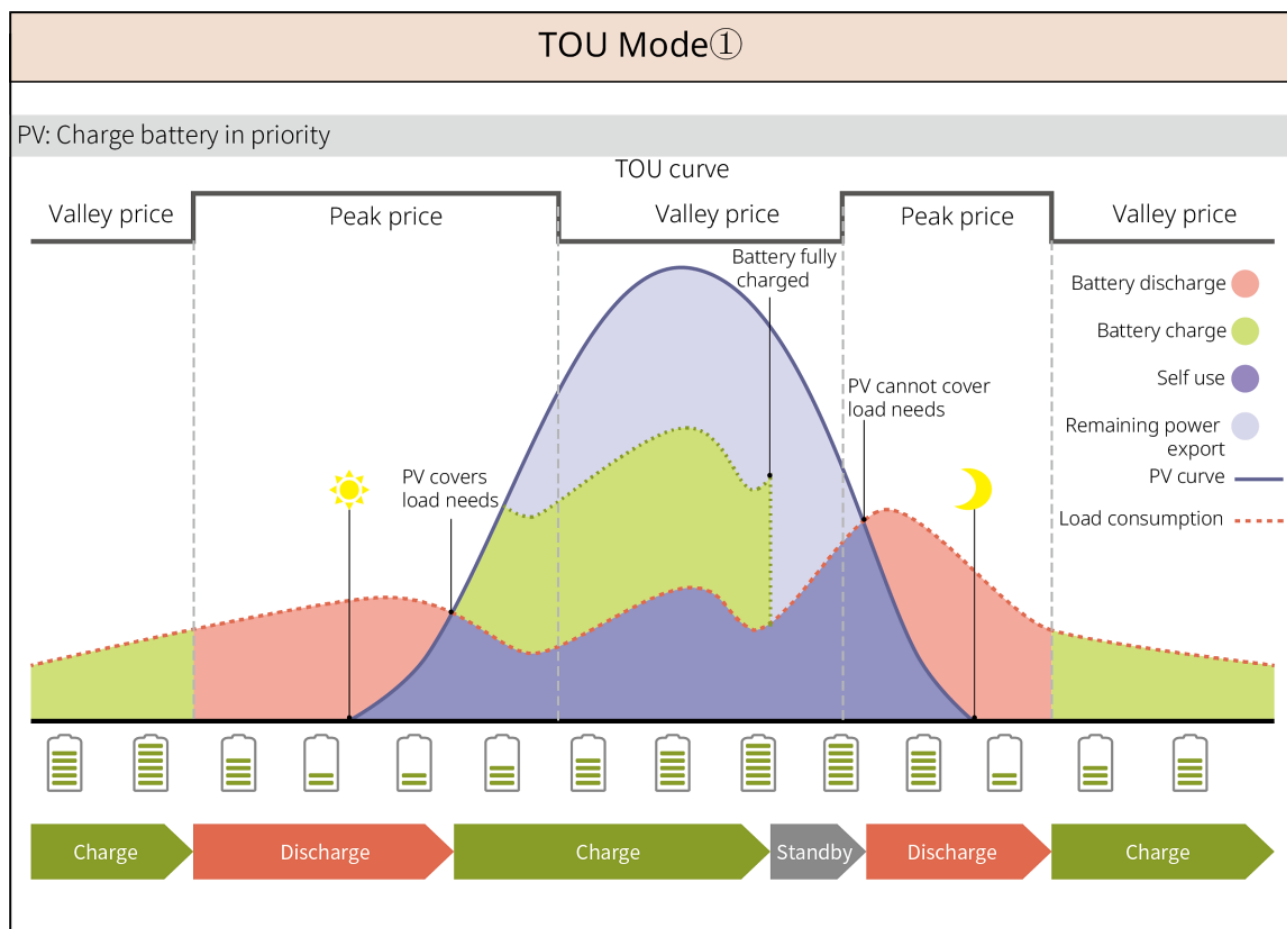 TOU Mode①
PV: Charge battery in priority
TOU curve
Valley price
Peak price
Valley price
Peak price
Valley price
Battery fully
charged
Battery discharge
Battery charge
Self use
Remaining power
export
PV curve
Load consumption
PV cannot cover
load needs
PV covers
load needs
Charge
Discharge
Charge
Standby
Discharge
Charge